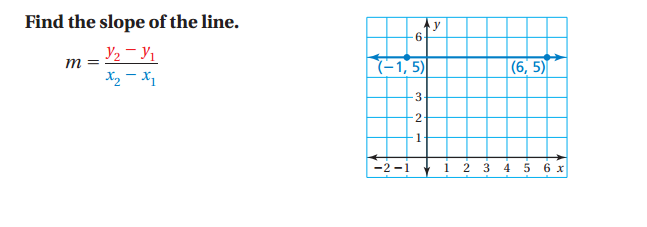 Find the slope of the line.
m = y₂ − y₁ / x₂ − x₁
y
6
(−1, 5) (6, 5)
3
2
1
−2 −1 1 2 3 4 5 6 x